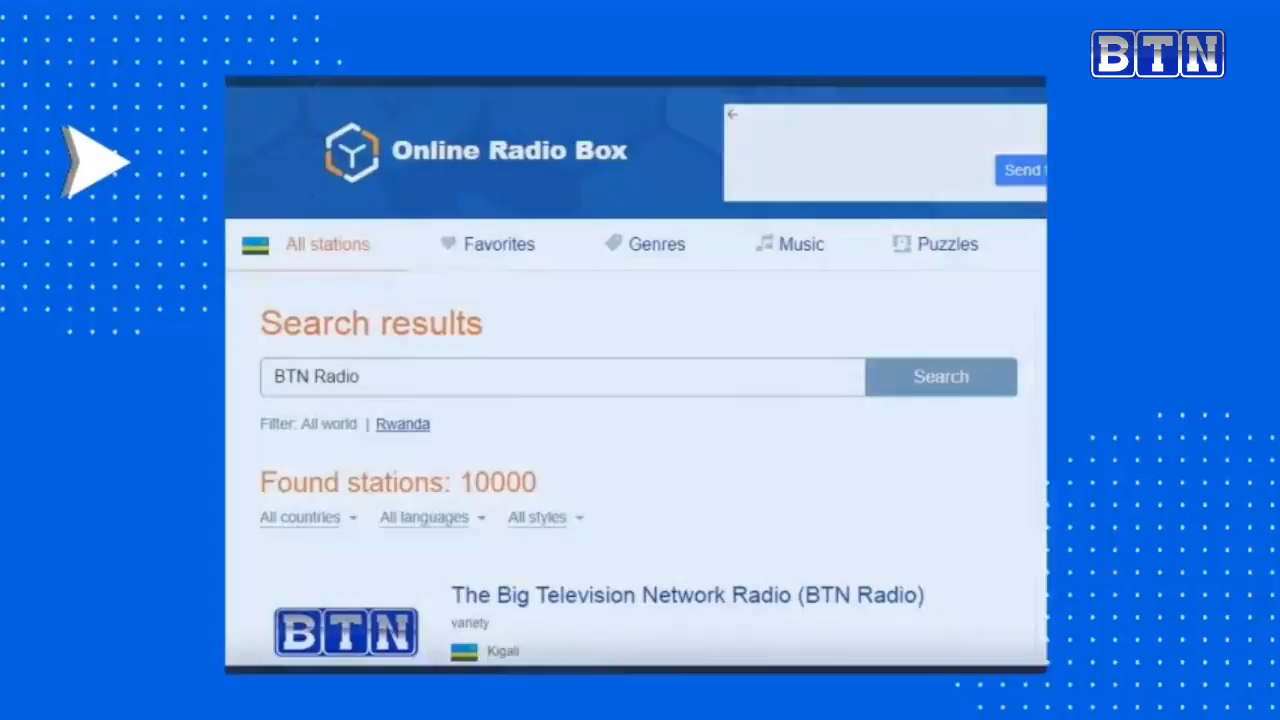 BTN
Online Radio Box
Send
All stations Favorites Genres Music Puzzles
Search results
BTN Radio Search
Filter: All world | Rwanda
Found stations: 10000
All countries All languages All styles
The Big Television Network Radio (BTN Radio)
variety
BTN
Kigali